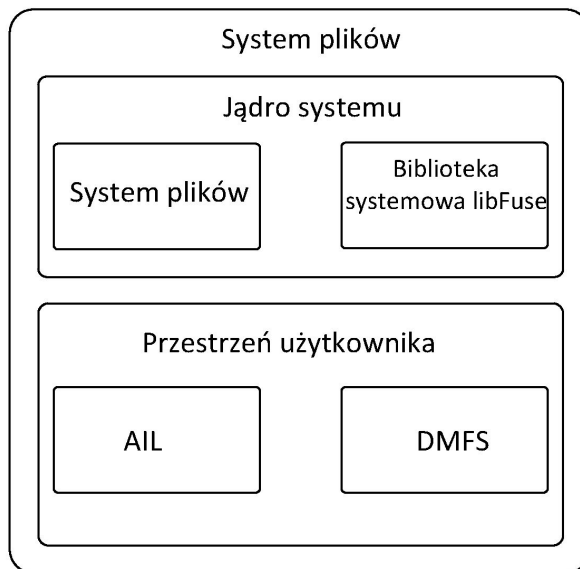 System plików
Jądro systemu
System plików
Biblioteka
systemowa libFuse
Przestrzeń użytkownika
AIL
DMFS